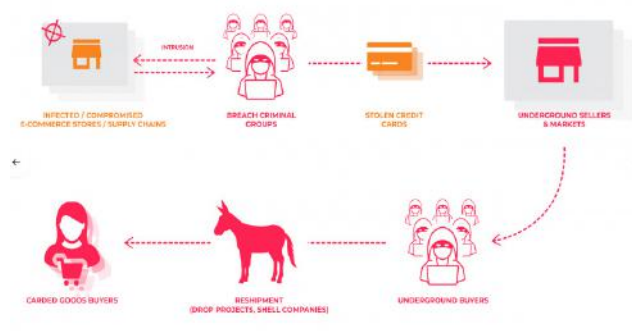 INTRUSION
INFECTED / COMPROMISED
E-COMMERCE STORES / SUPPLY CHAINS
BREACH CRIMINAL
GROUPS
STOLEN CREDIT
CARDS
UNDERGROUND SELLERS
& MARKETS
CARDED GOODS BUYERS
RESHIPMENT
(DROP PROJECTS, SHELL COMPANIES)
UNDERGROUND BUYERS